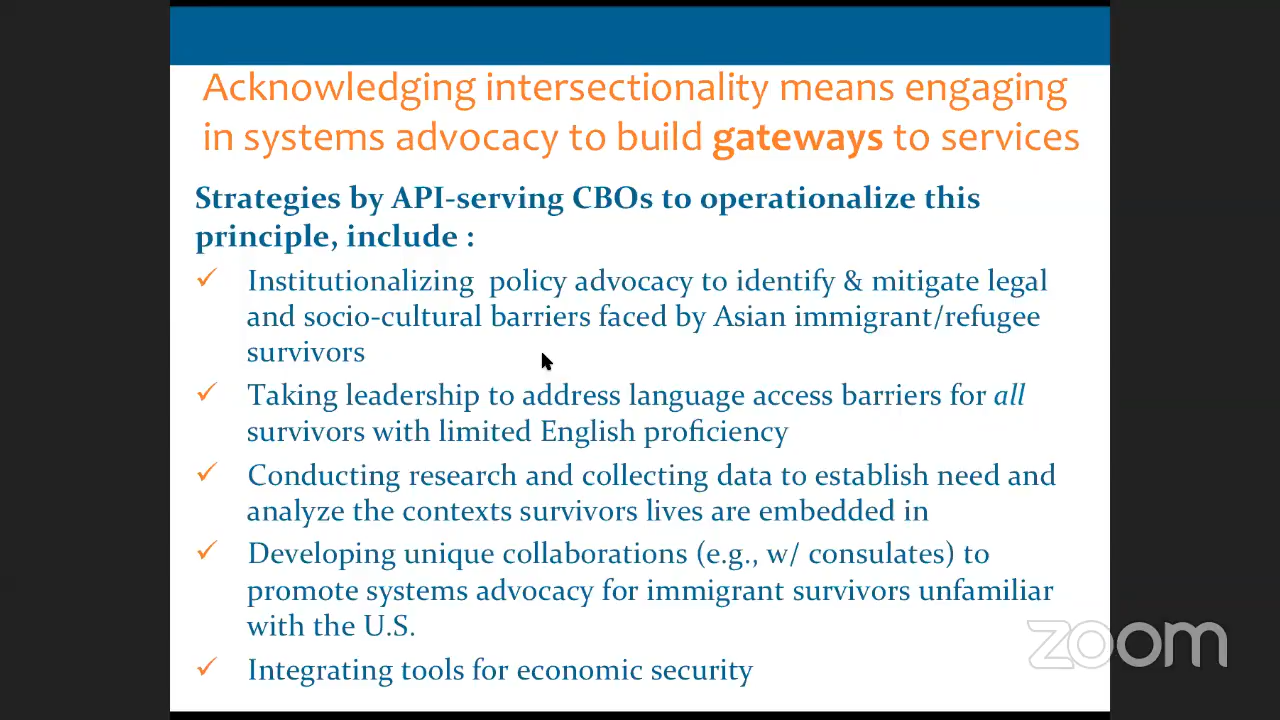 Acknowledging intersectionality means engaging
in systems advocacy to build gateways to services
Strategies by API-serving CBOs to operationalize this
principle, include :
✓ Institutionalizing policy advocacy to identify & mitigate legal
and socio-cultural barriers faced by Asian immigrant/refugee
survivors
✓ Taking leadership to address language access barriers for all
survivors with limited English proficiency
✓ Conducting research and collecting data to establish need and
analyze the contexts survivors lives are embedded in
✓ Developing unique collaborations (e.g., w/ consulates) to
promote systems advocacy for immigrant survivors unfamiliar
with the U.S.
✓ Integrating tools for economic security
zoom